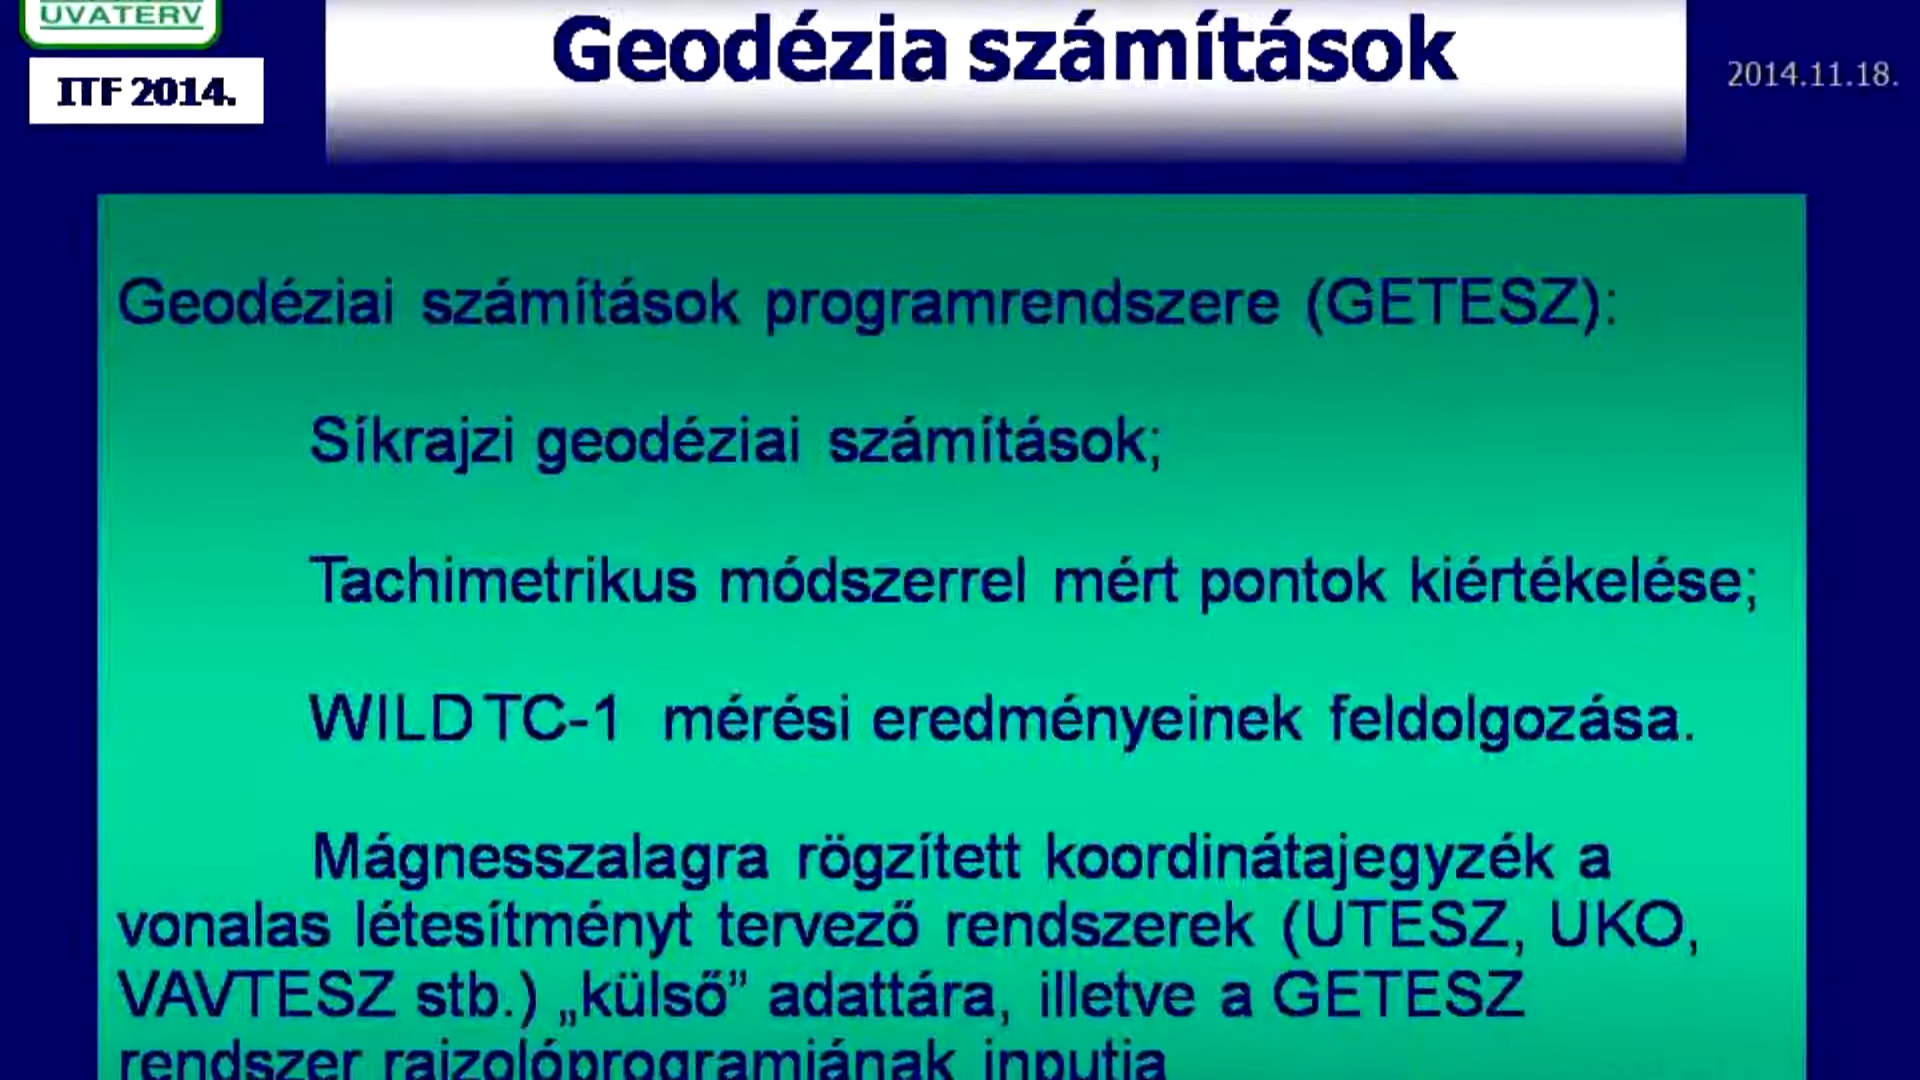 UVATERV
ITF 2014.
Geodézia számítások
2014.11.18.
Geodéziai számítások programrendszere (GETESZ):
Síkrajzi geodéziai számítások;
Tachimetrikus módszerrel mért pontok kiértékelése;
WILD TC-1 mérési eredményeinek feldolgozása.
Mágnesszalagra rögzített koordinátajegyzék a
vonalas létesítményt tervező rendszerek (UTESZ, UKO,
VAVTESZ stb.) „külső” adattára, illetve a GETESZ
rendszer rajzolóprogramjának inputja